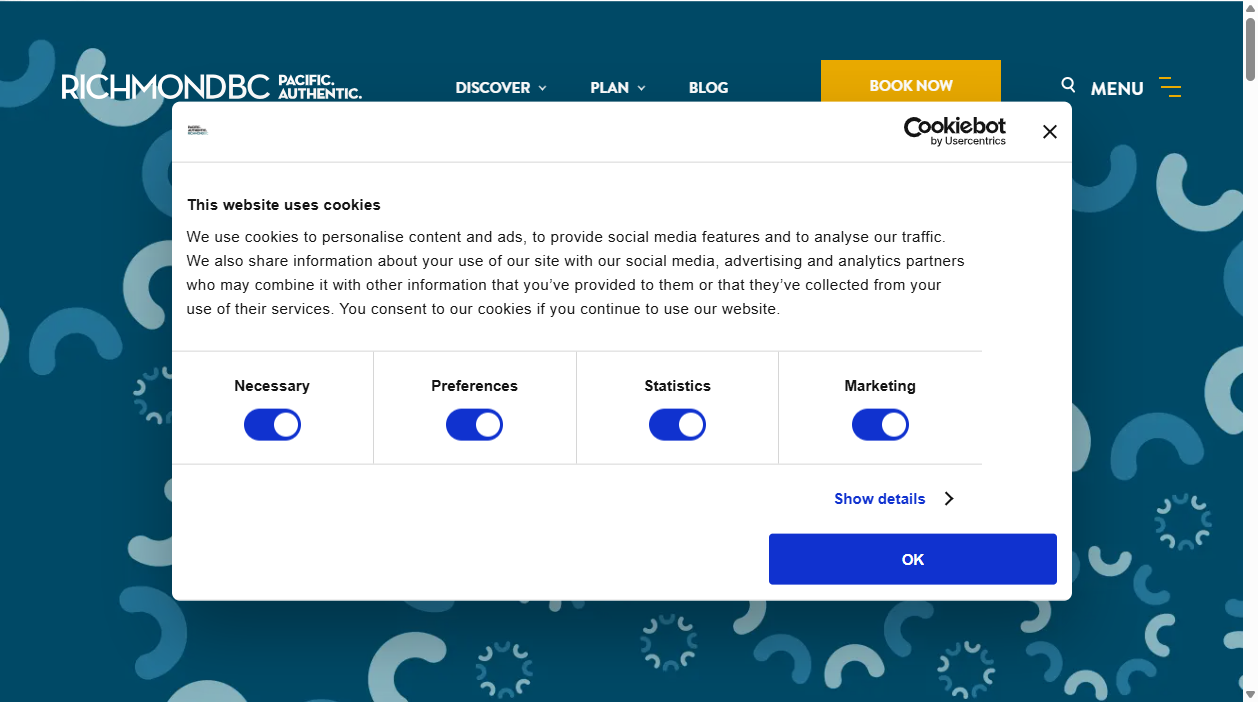 RICHMONDBC PACIFIC. AUTHENTIC.
DISCOVER
PLAN
BLOG
BOOK NOW
MENU
Cookiebot
by Usercentrics
This website uses cookies
We use cookies to personalise content and ads, to provide social media features and to analyse our traffic.
We also share information about your use of our site with our social media, advertising and analytics partners
who may combine it with other information that you’ve provided to them or that they’ve collected from your
use of their services. You consent to our cookies if you continue to use our website.
Necessary
Preferences
Statistics
Marketing
Show details
OK